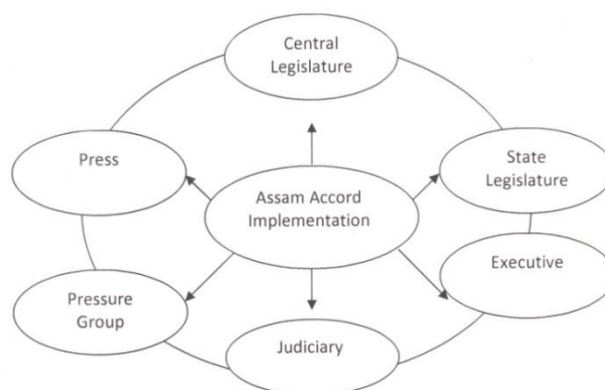 Central
Legislature
Press
State
Legislature
Assam Accord
Implementation
Executive
Pressure
Group
Judiciary